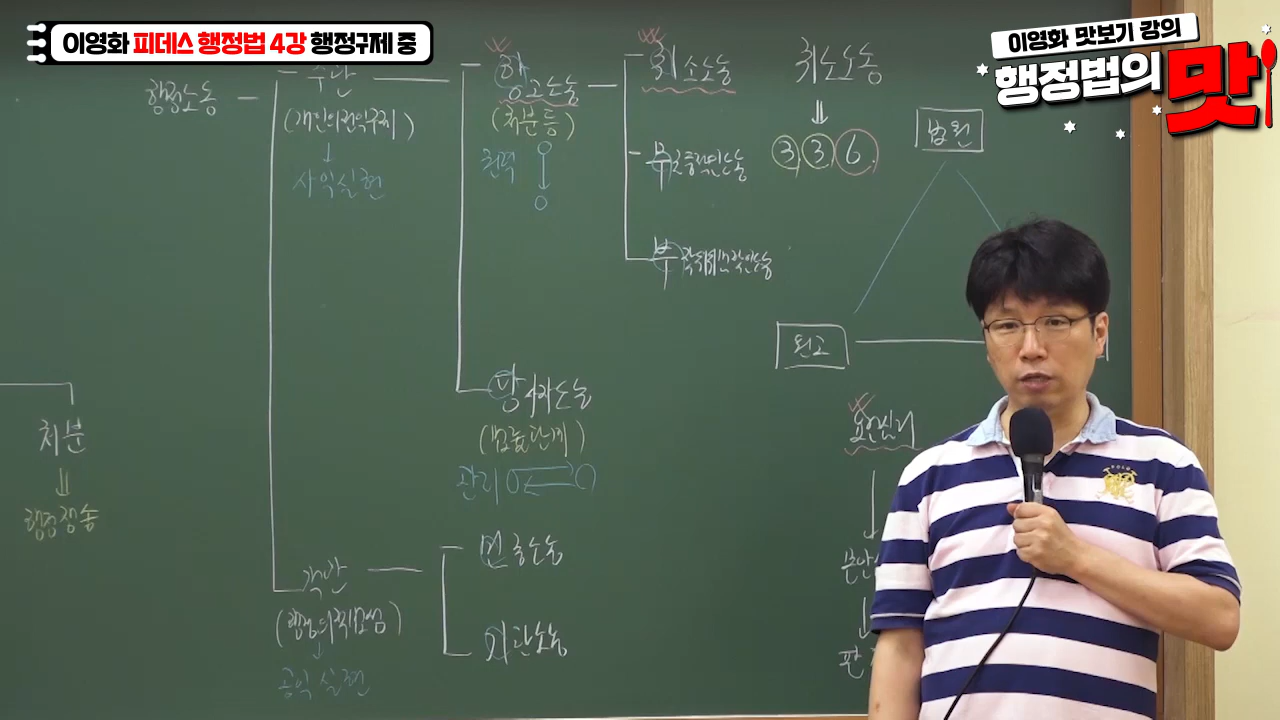 이영화 피데스 행정법 4강 행정구제 중
이영화 맛보기 강의
행정법의 맛
행정소송
주관
(개인의 권익구제)
↓
사익실현
항고소송
(처분등)
권력
당사자소송
(법률관계)
관리
객관
(행정의 적법성)
↓
공익 실현
민중소송
기관소송
취소소송
무효등확인소송
부작위위법확인소송
취소소송
⇓
3 3 6
법원
원고
요건심리
본안
판
처분
⇓
행정쟁송
POLO